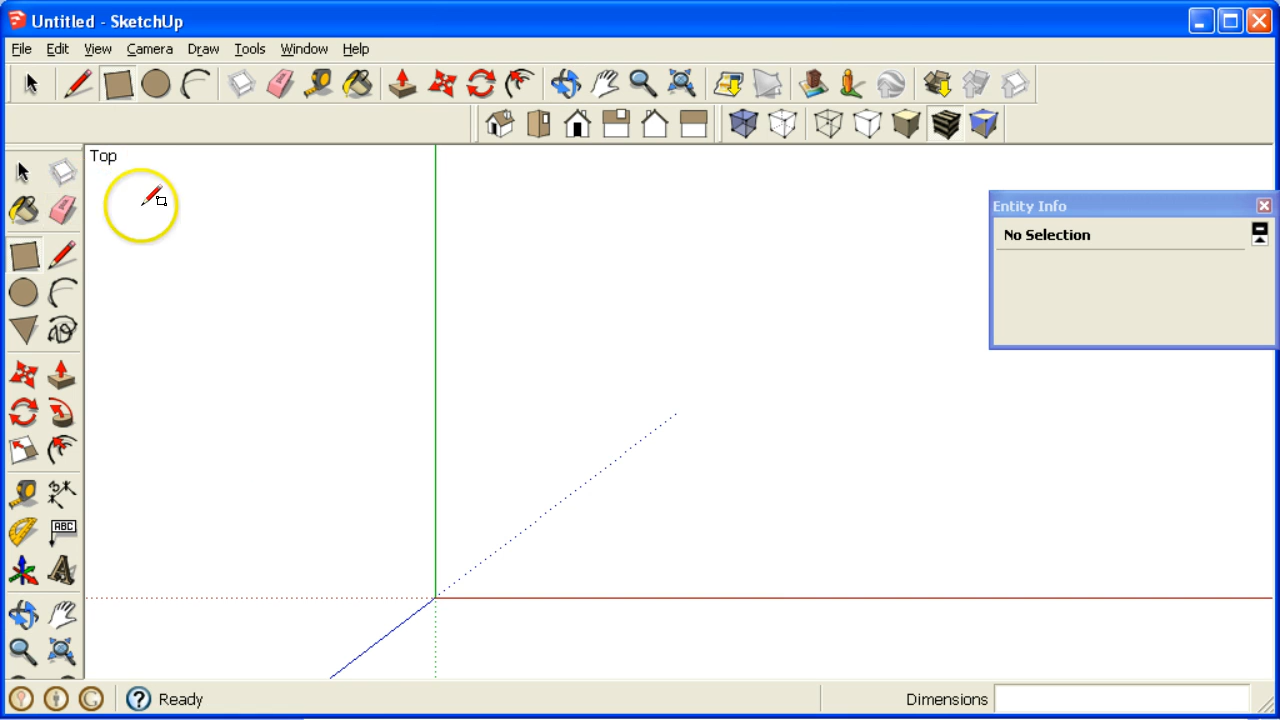 Untitled - SketchUp
File Edit View Camera Draw Tools Window Help
Top
Entity Info
No Selection
ABC
Ready
Dimensions